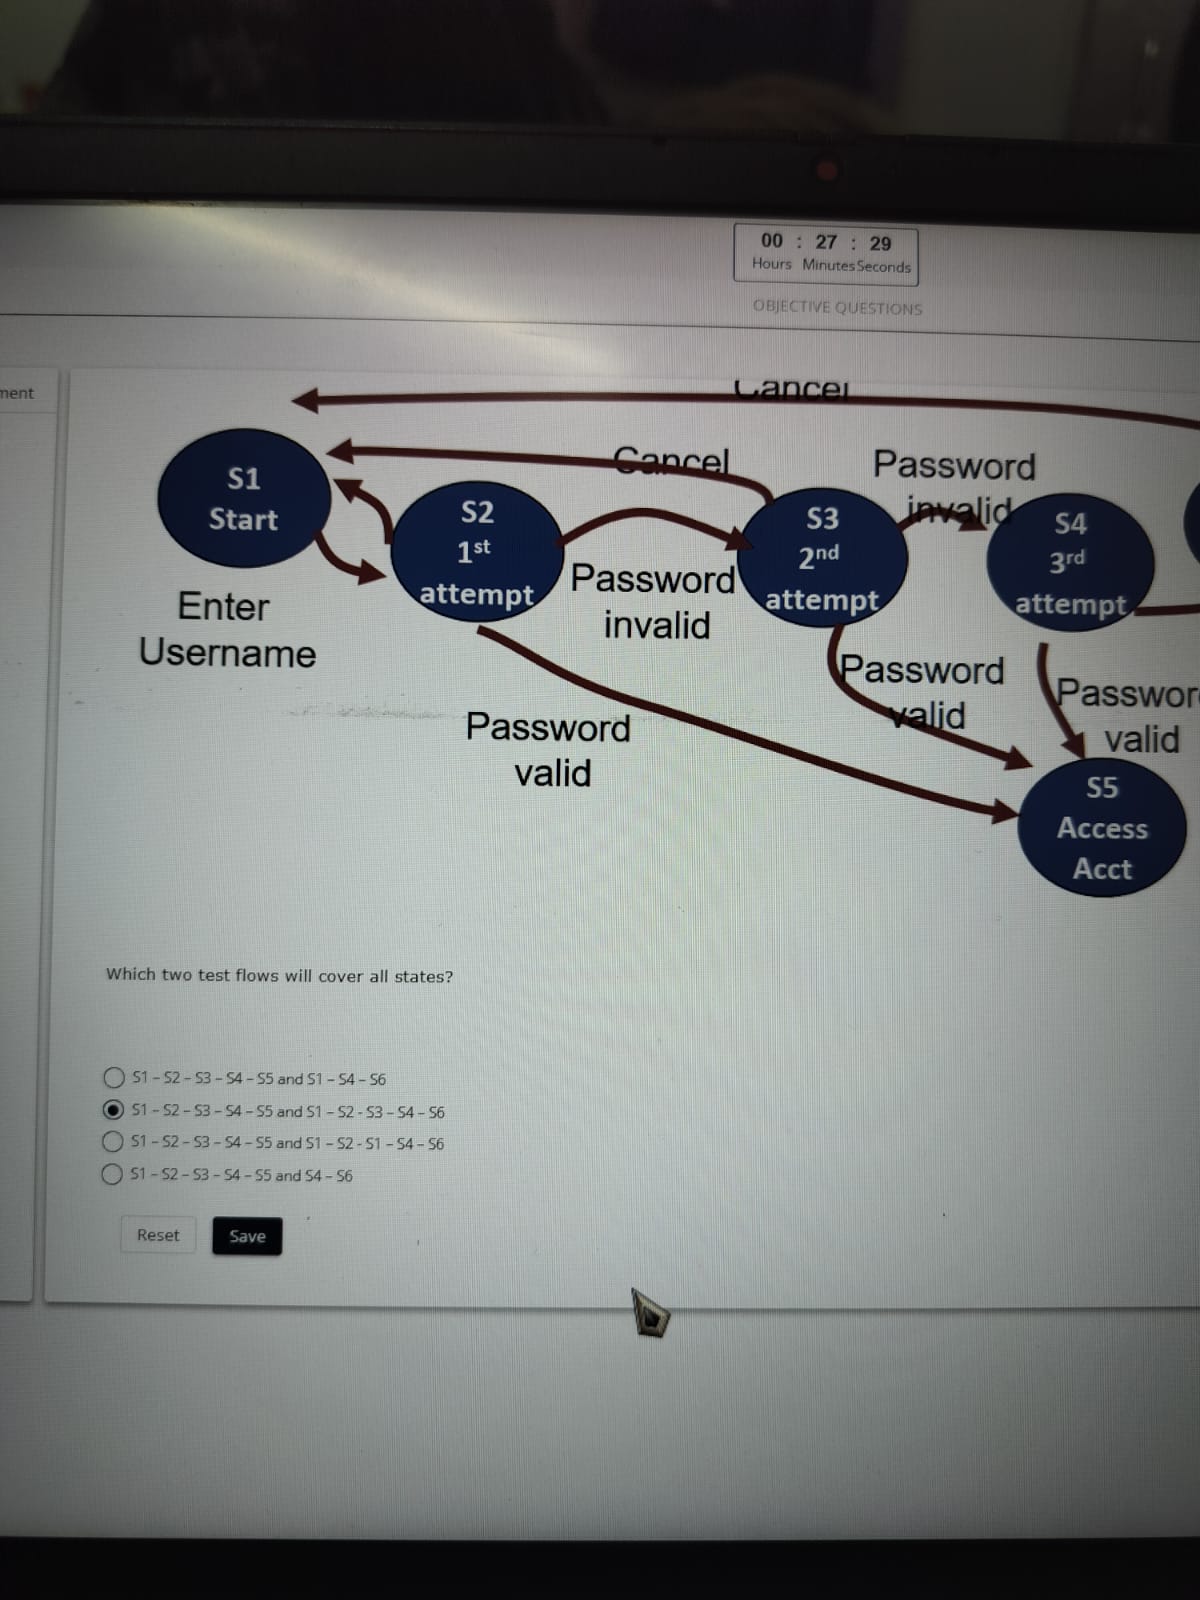 00 : 27 : 29
Hours Minutes Seconds
OBJECTIVE QUESTIONS
ment
Cancel
Cancel
Password
invalid
S1
Start
S2
1st
attempt
S3
2nd
attempt
S4
3rd
attempt
Enter
Username
Password
invalid
Password
valid
Passwor
valid
Password
valid
S5
Access
Acct
Which two test flows will cover all states?
S1 – S2 – S3 – S4 – S5 and S1 – S4 – S6
S1 – S2 – S3 – S4 – S5 and S1 – S2 - S3 – S4 – S6
S1 – S2 – S3 – S4 – S5 and S1 – S2 - S1 – S4 – S6
S1 – S2 – S3 – S4 – S5 and S4 – S6
Reset
Save